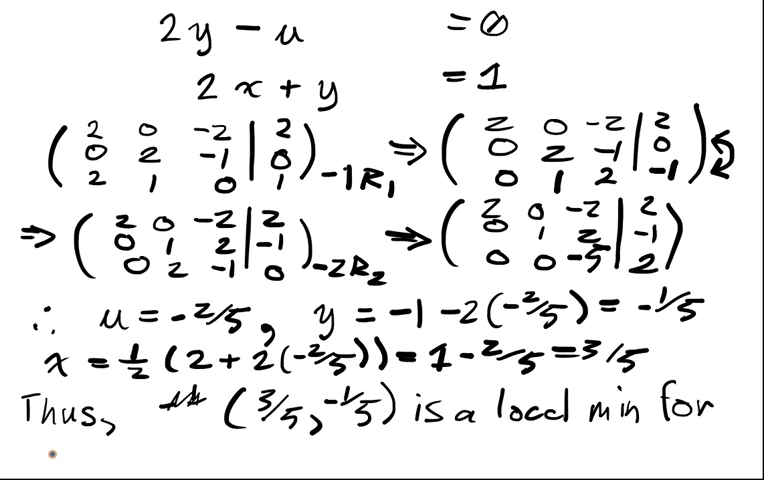 2y - u = 0
2x + y = 1
( 2 0 -2 | 2 ) ⇒ ( 2 0 -2 | 2 )
( 0 2 -1 | 0 ) ( 0 2 -1 | 0 )
( 2 1 0 | 1 ) -1R₁ ( 0 1 2 | -1 )
⇒ ( 2 0 -2 | 2 ) ⇒ ( 2 0 -2 | 2 )
( 0 1 2 | -1 ) ( 0 1 2 | -1 )
( 0 2 -1 | 0 ) -2R₂ ( 0 0 -5 | 2 )
∴ u = -2/5, y = -1 -2(-2/5) = -1/5
x = 1/2 (2 + 2(-2/5)) = 1 - 2/5 = 3/5
Thus, (3/5, -1/5) is a local min for